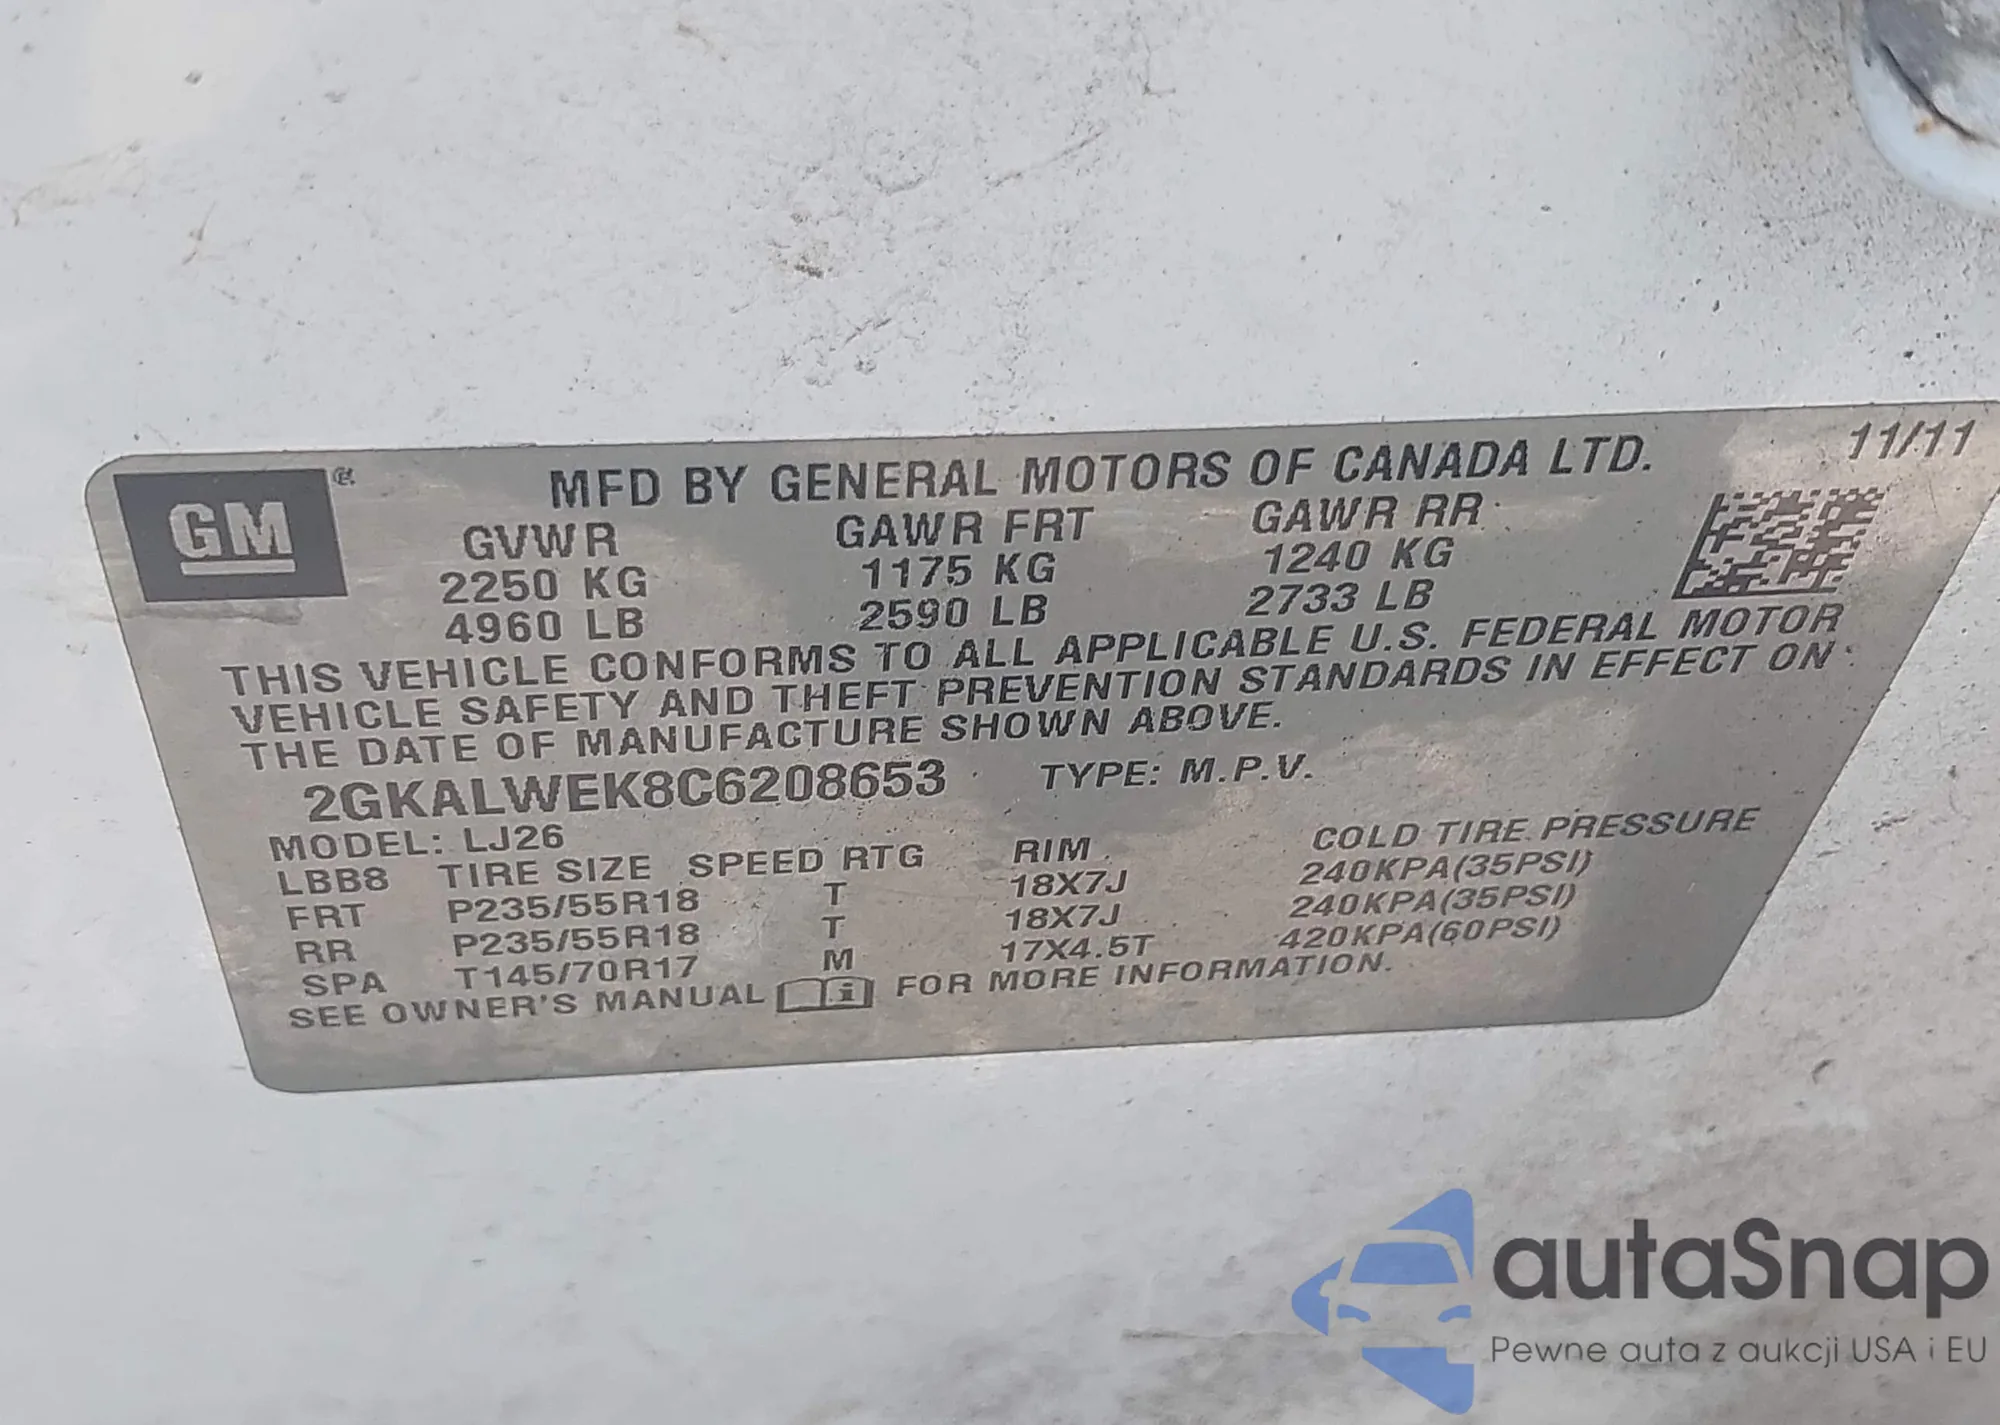 GM
MFD BY GENERAL MOTORS OF CANADA LTD. 11/11
GVWR GAWR FRT GAWR RR
2250 KG 1175 KG 1240 KG
4960 LB 2590 LB 2733 LB
THIS VEHICLE CONFORMS TO ALL APPLICABLE U.S. FEDERAL MOTOR
VEHICLE SAFETY AND THEFT PREVENTION STANDARDS IN EFFECT ON
THE DATE OF MANUFACTURE SHOWN ABOVE.
2GKALWEK8C6208653 TYPE: M.P.V.
MODEL: LJ26
LBB8 TIRE SIZE SPEED RTG RIM COLD TIRE PRESSURE
FRT P235/55R18 T 18X7J 240KPA(35PSI)
RR P235/55R18 T 18X7J 240KPA(35PSI)
SPA T145/70R17 M 17X4.5T 420KPA(60PSI)
SEE OWNER'S MANUAL i FOR MORE INFORMATION.
autaSnap
Pewne auta z aukcji USA i EU